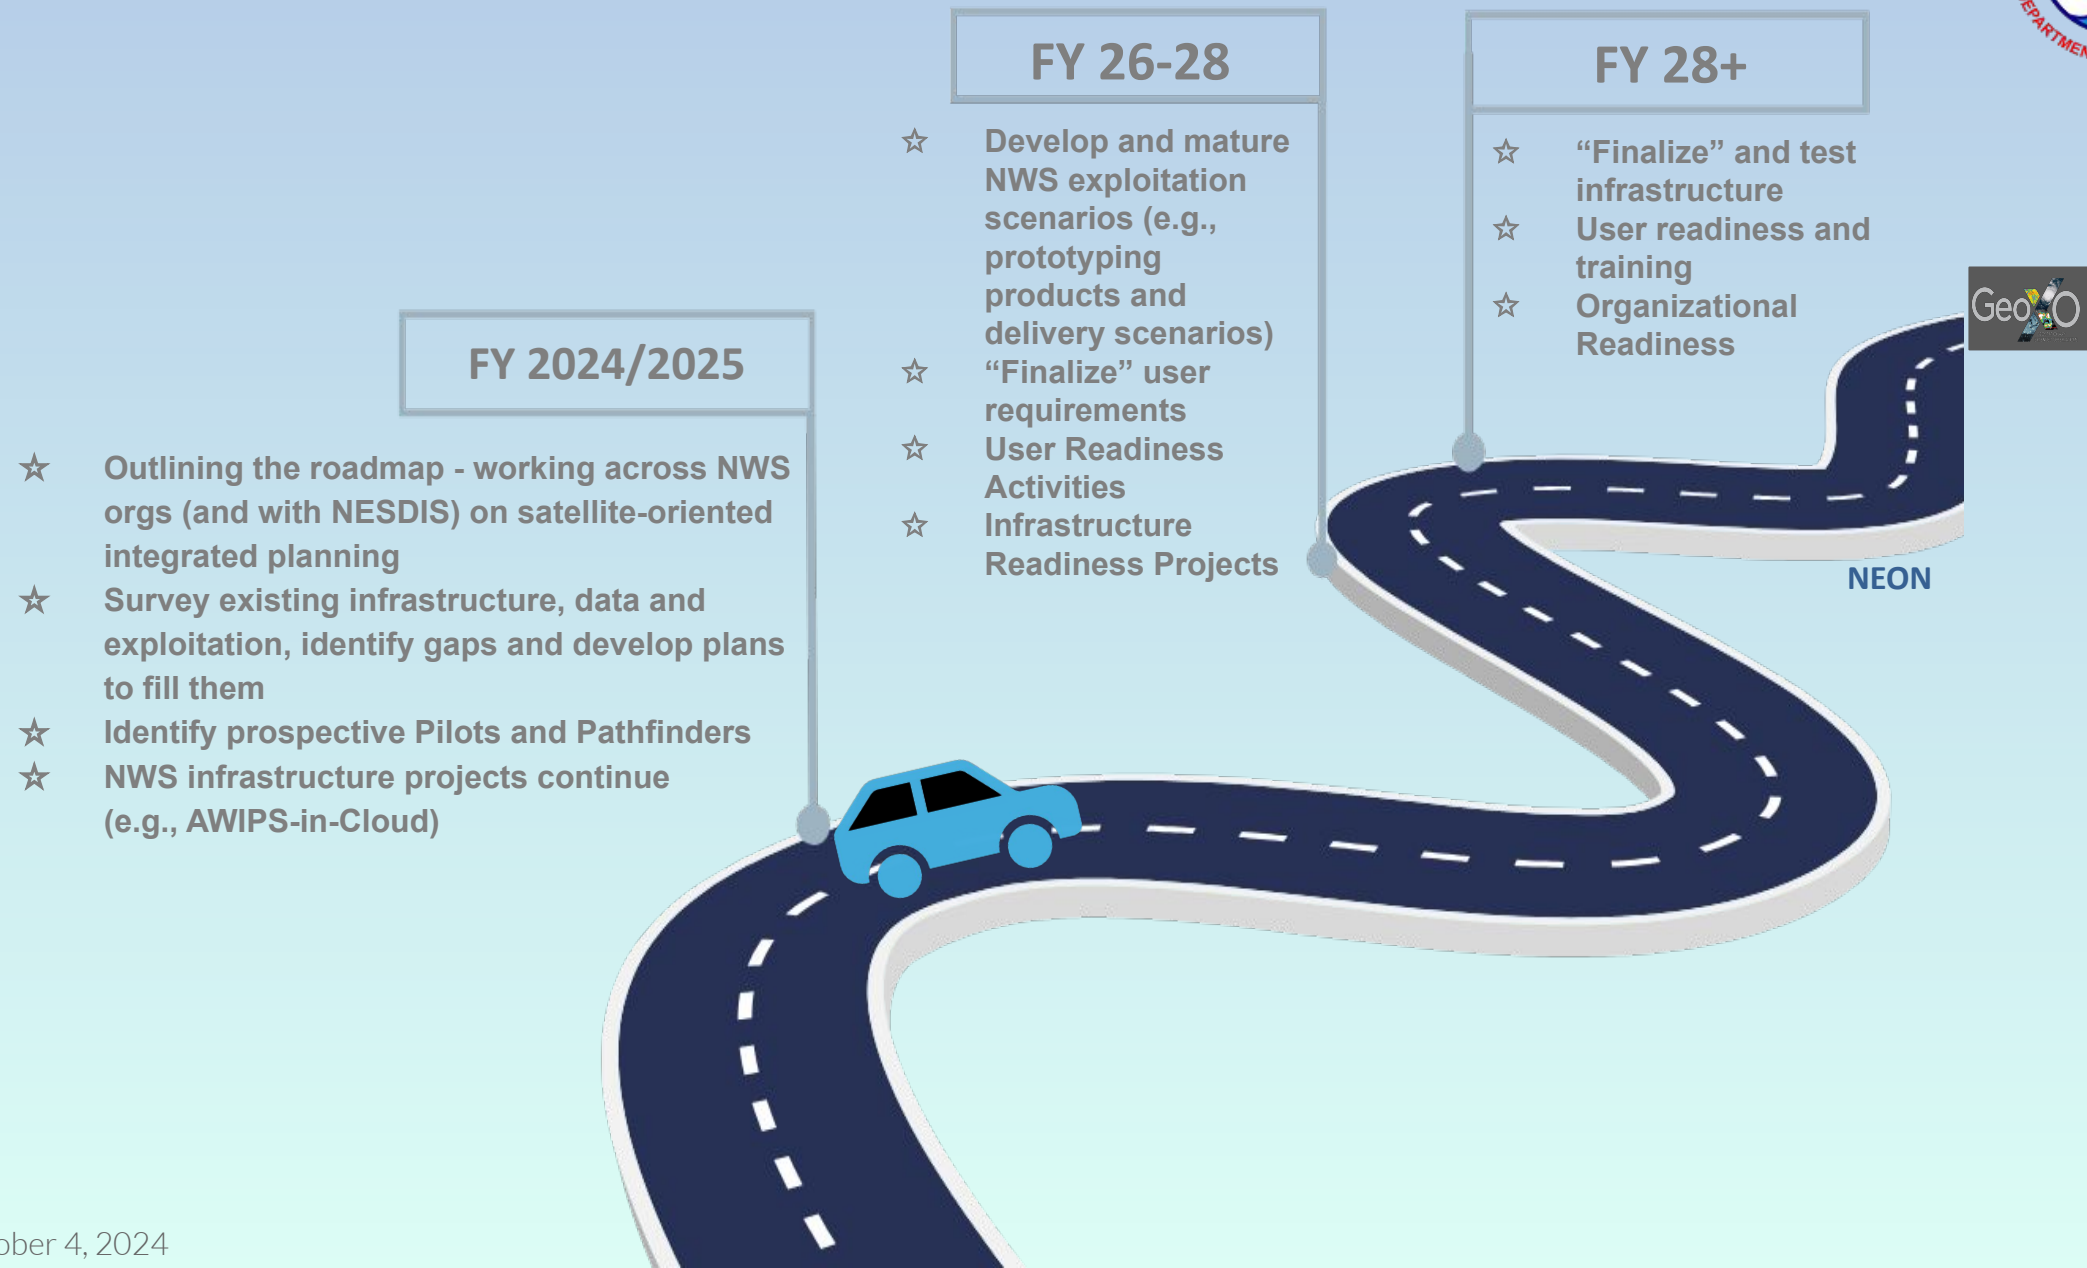 FY 2024/2025
☆ Outlining the roadmap - working across NWS
orgs (and with NESDIS) on satellite-oriented
integrated planning
☆ Survey existing infrastructure, data and
exploitation, identify gaps and develop plans
to fill them
☆ Identify prospective Pilots and Pathfinders
☆ NWS infrastructure projects continue
(e.g., AWIPS-in-Cloud)
FY 26-28
☆ Develop and mature
NWS exploitation
scenarios (e.g.,
prototyping
products and
delivery scenarios)
☆ “Finalize” user
requirements
☆ User Readiness
Activities
☆ Infrastructure
Readiness Projects
FY 28+
☆ “Finalize” and test
infrastructure
☆ User readiness and
training
☆ Organizational
Readiness
GeoXO
NEON
ober 4, 2024